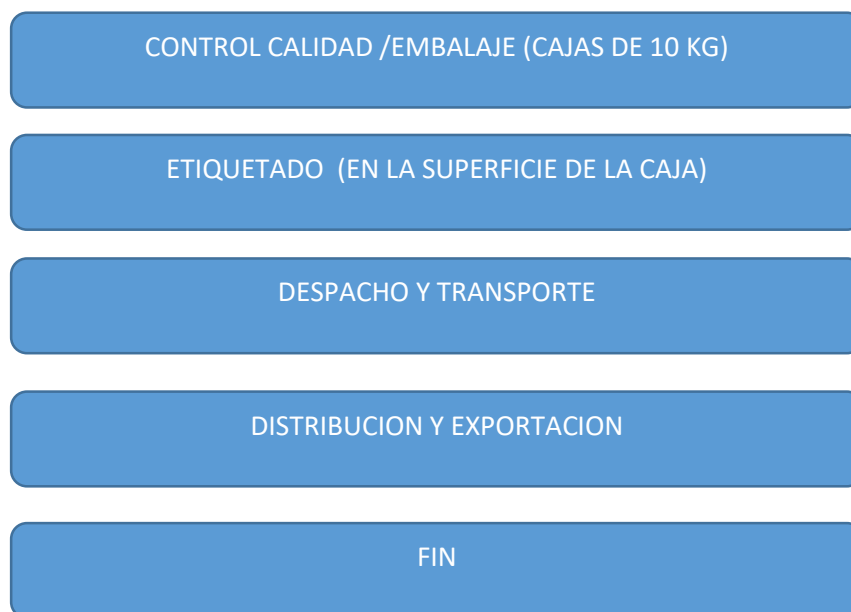 CONTROL CALIDAD /EMBALAJE (CAJAS DE 10 KG)
ETIQUETADO (EN LA SUPERFICIE DE LA CAJA)
DESPACHO Y TRANSPORTE
DISTRIBUCION Y EXPORTACION
FIN